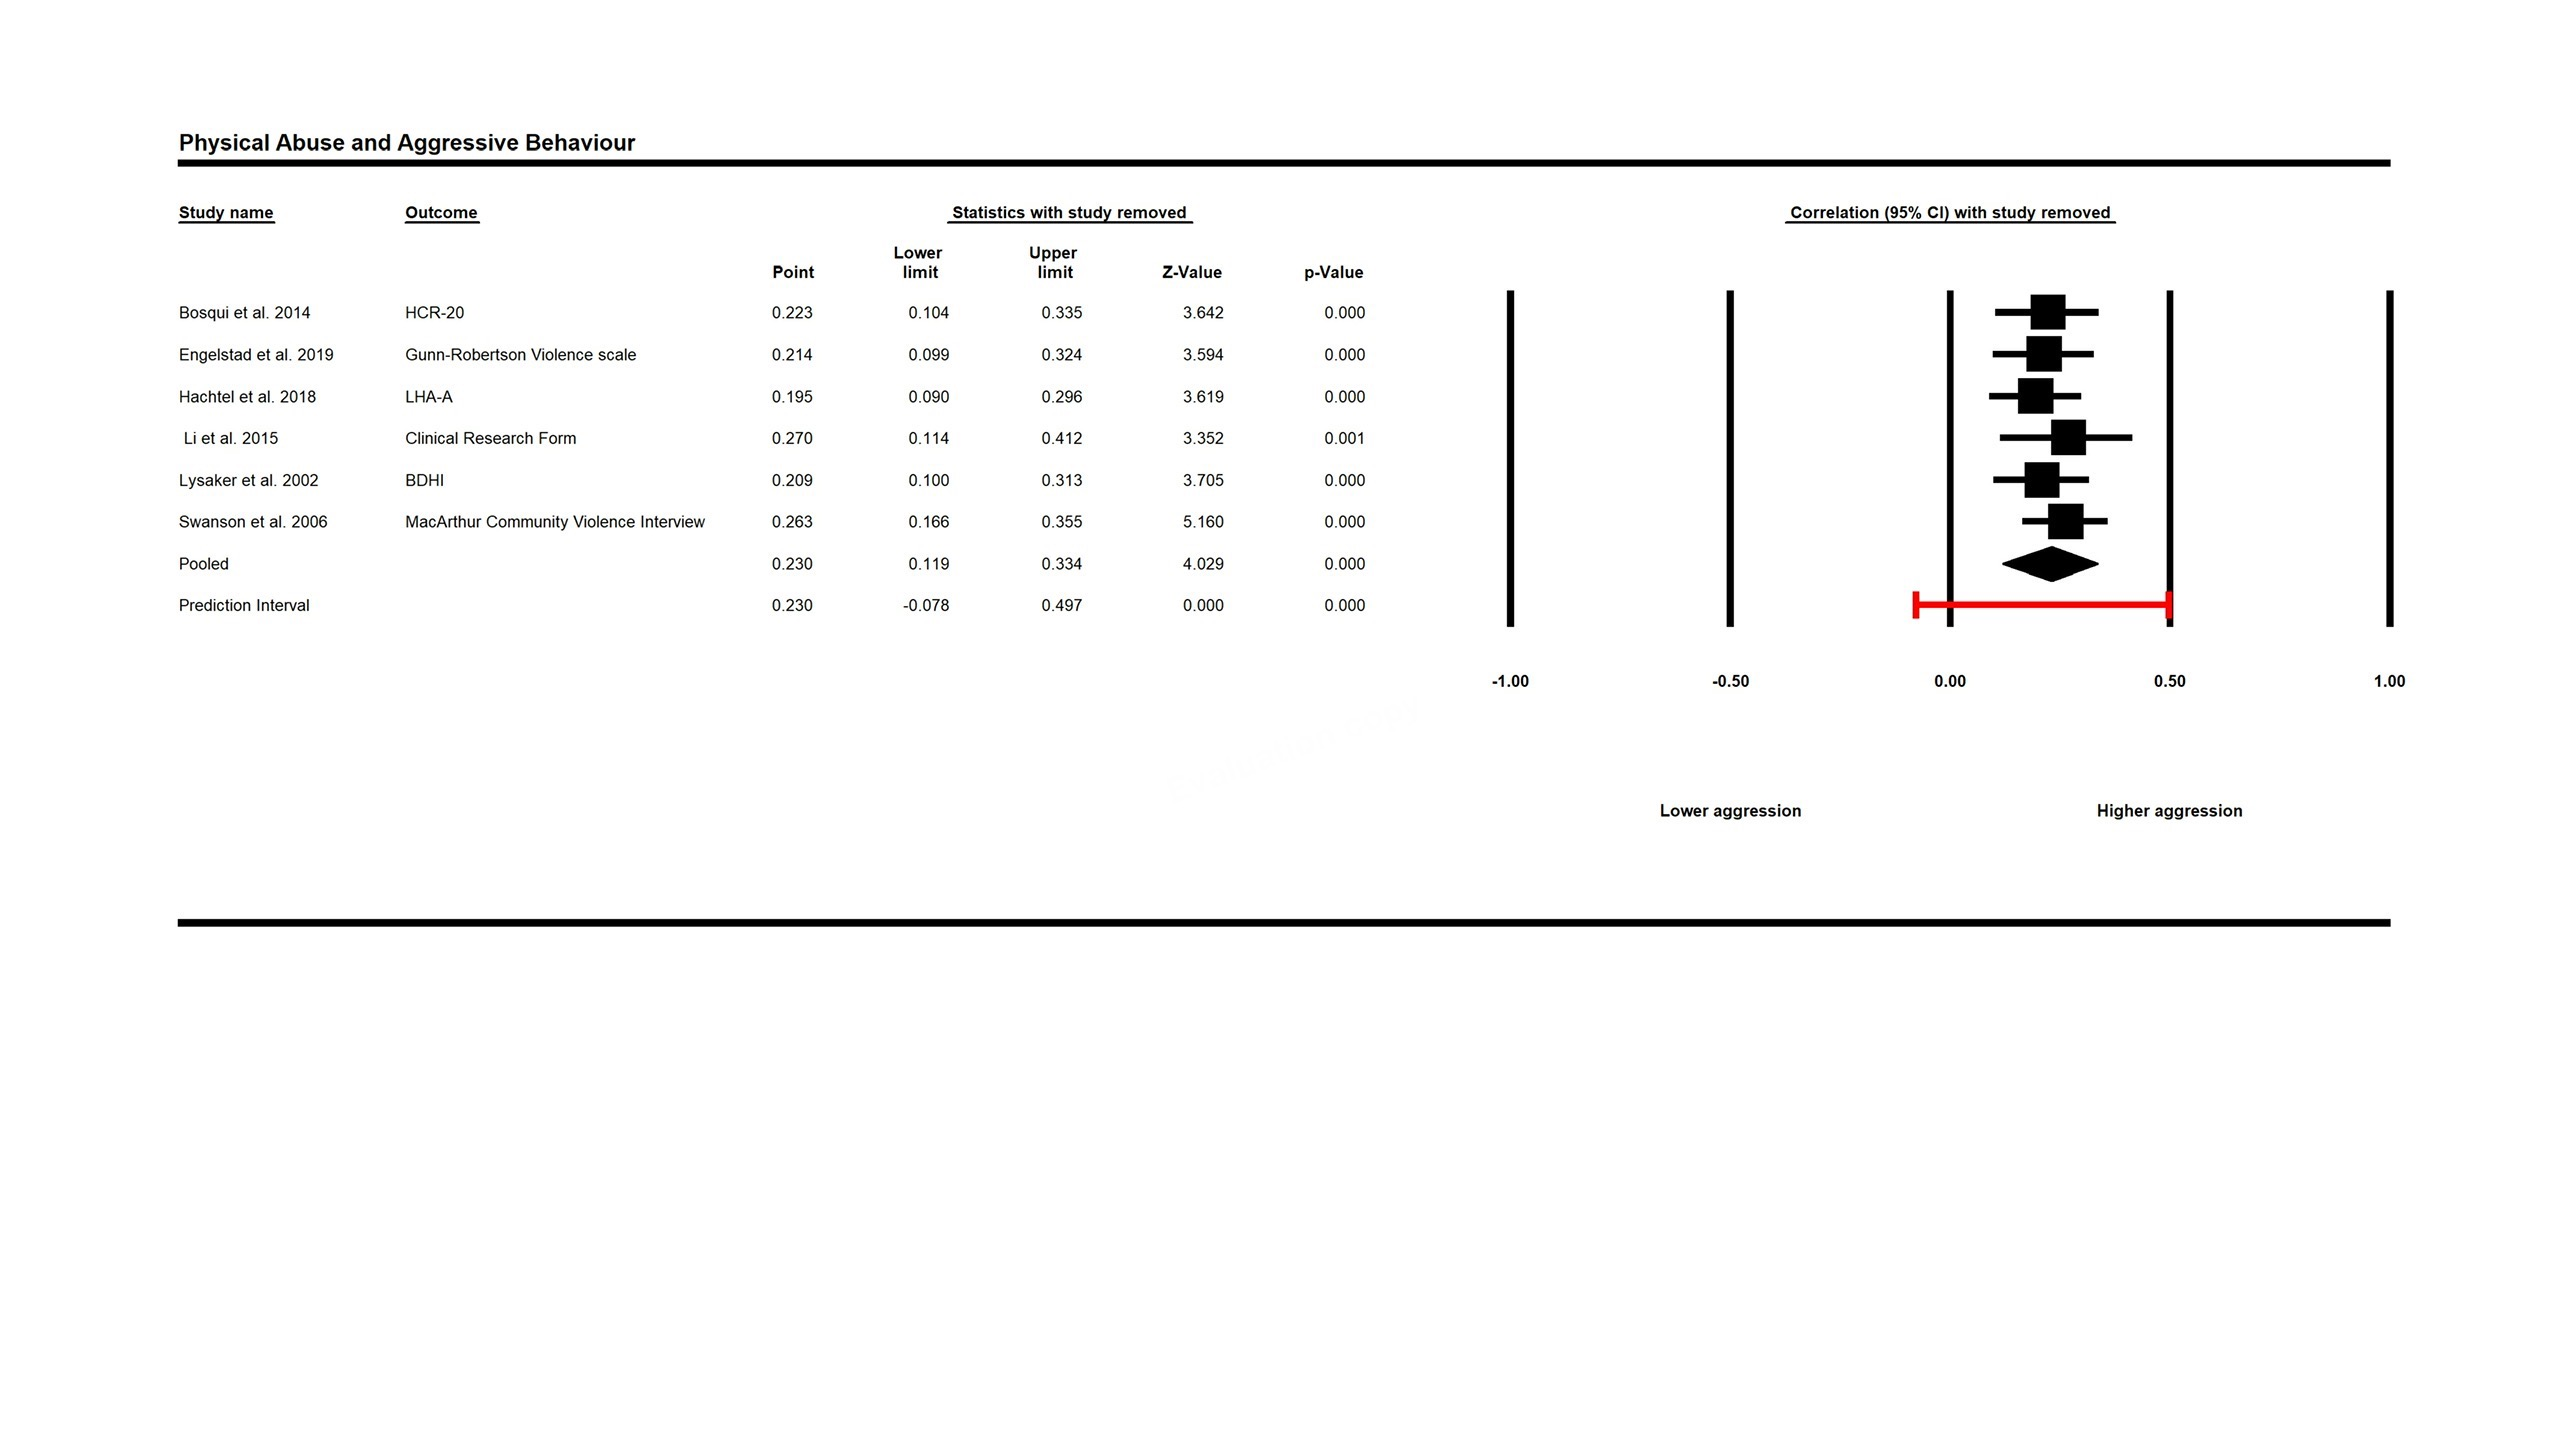 Physical Abuse and Aggressive Behaviour
Study name Outcome Statistics with study removed Correlation (95% CI) with study removed
Lower Upper
Point limit limit Z-Value p-Value
Bosqui et al. 2014 HCR-20 0.223 0.104 0.335 3.642 0.000
Engelstad et al. 2019 Gunn-Robertson Violence scale 0.214 0.099 0.324 3.594 0.000
Hachtel et al. 2018 LHA-A 0.195 0.090 0.296 3.619 0.000
Li et al. 2015 Clinical Research Form 0.270 0.114 0.412 3.352 0.001
Lysaker et al. 2002 BDHI 0.209 0.100 0.313 3.705 0.000
Swanson et al. 2006 MacArthur Community Violence Interview 0.263 0.166 0.355 5.160 0.000
Pooled 0.230 0.119 0.334 4.029 0.000
Prediction Interval 0.230 -0.078 0.497 0.000 0.000
-1.00 -0.50 0.00 0.50 1.00
Lower aggression Higher aggression